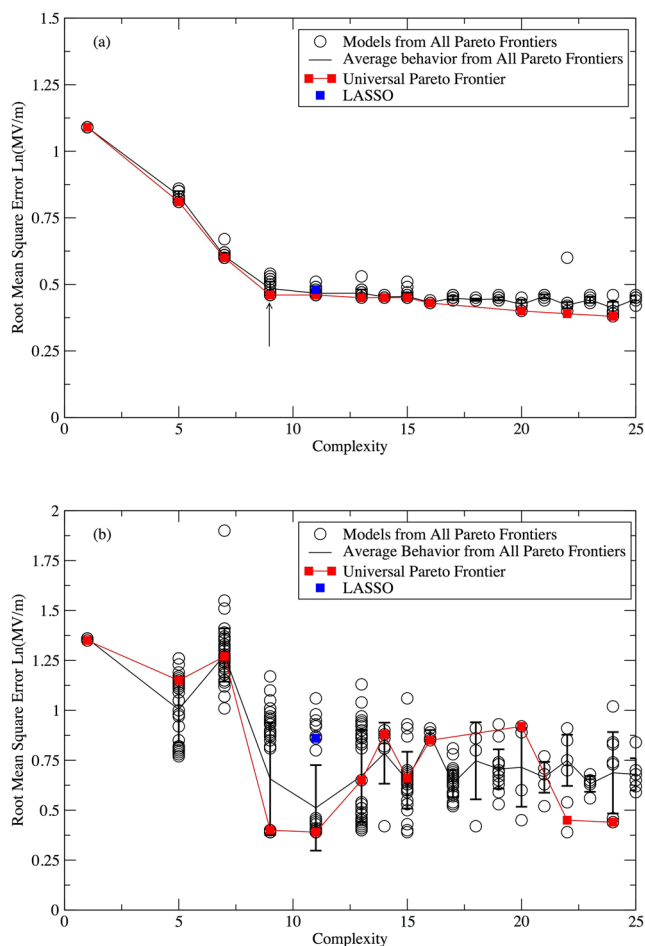 (a)
Models from All Pareto Frontiers
Average behavior from All Pareto Frontiers
Universal Pareto Frontier
LASSO
Root Mean Square Error Ln(MV/m)
1.5
1.25
1
0.75
0.5
0.25
0
0 5 10 15 20 25
Complexity
(b)
Models from All Pareto Frontiers
Average Behavior from All Pareto Frontiers
Universal Pareto Frontier
LASSO
Root Mean Square Error Ln(MV/m)
2
1.75
1.5
1.25
1
0.75
0.5
0.25
0
0 5 10 15 20 25
Complexity